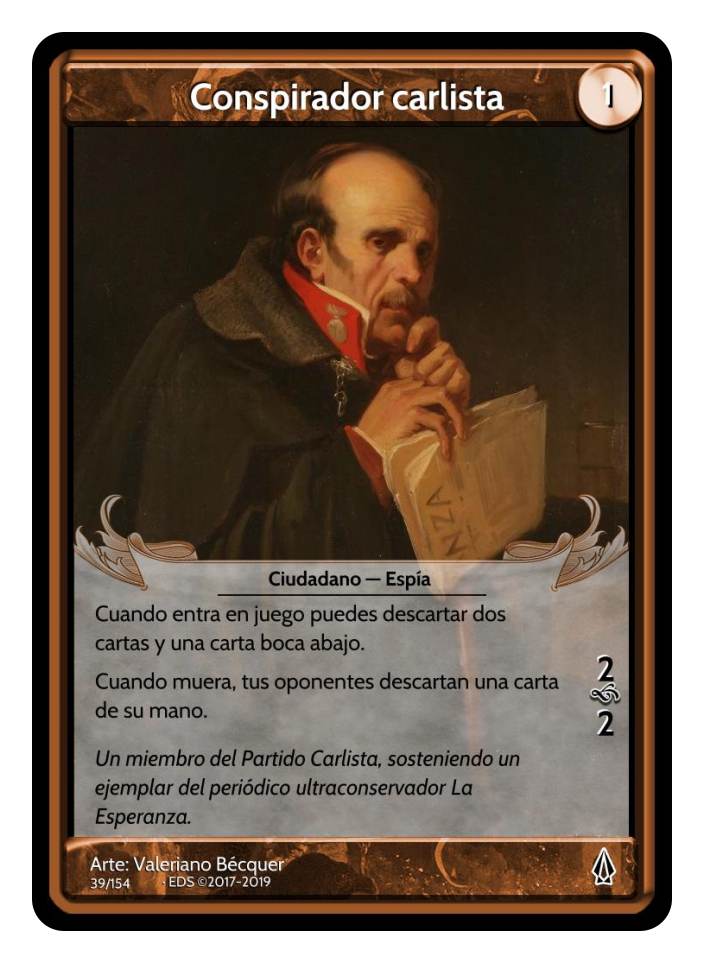 Conspirador carlista
1
NZA
Ciudadano — Espía
Cuando entra en juego puedes descartar dos
cartas y una carta boca abajo.
Cuando muera, tus oponentes descartan una carta
de su mano.
2
2
Un miembro del Partido Carlista, sosteniendo un
ejemplar del periódico ultraconservador La
Esperanza.
Arte: Valeriano Bécquer
39/154 · EDS ©2017-2019